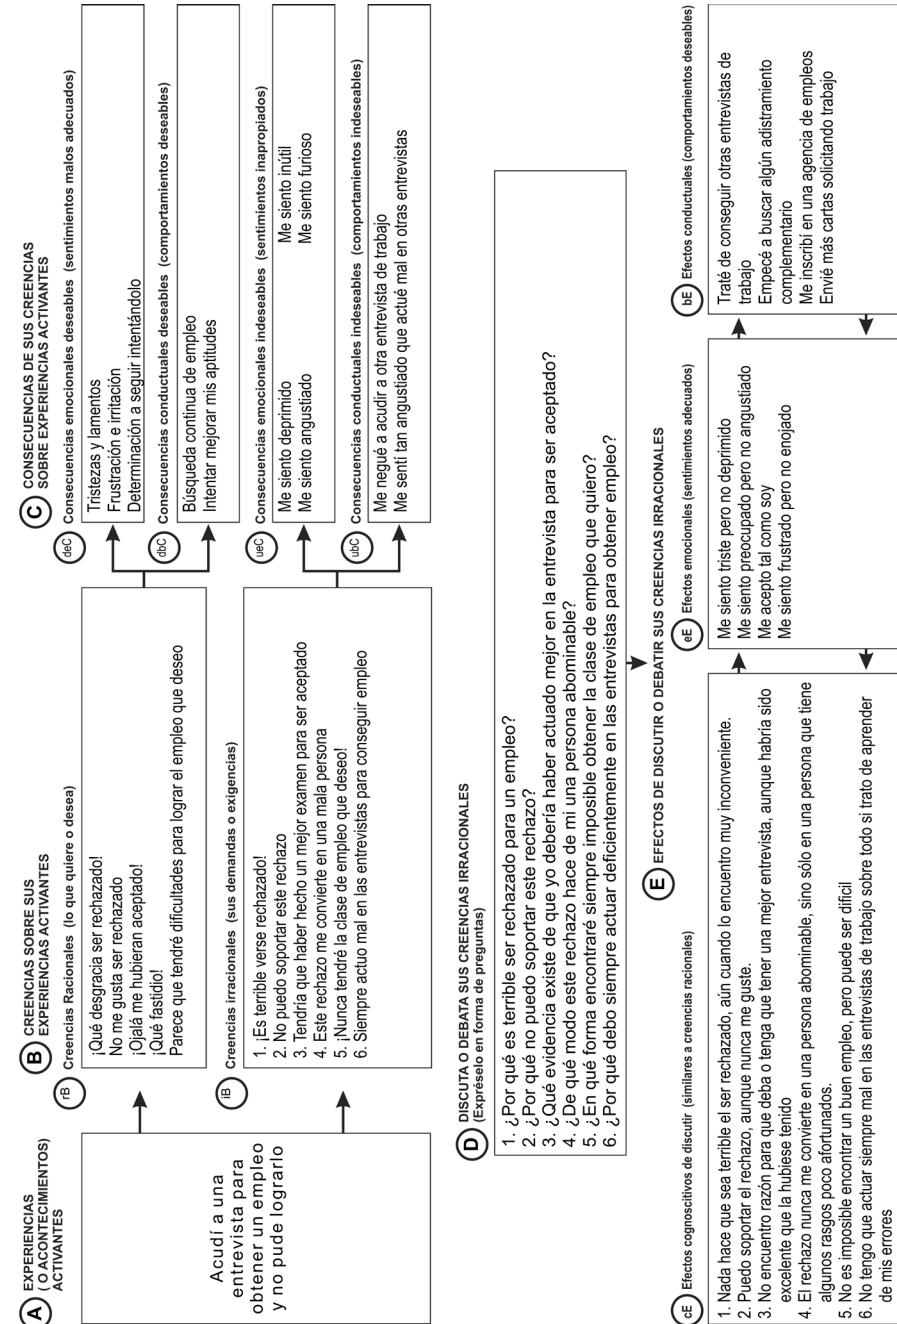 A EXPERIENCIAS
( O ACONTECIMIENTOS)
ACTIVANTES
Acudí a una
entrevista para
obtener un empleo
y no pude lograrlo
B CREENCIAS SOBRE SUS
EXPERIENCIAS ACTIVANTES
rB Creencias Racionales (lo que quiere o desea)
¡Qué desgracia ser rechazado!
No me gusta ser rechazado
¡Ojalá me hubieran aceptado!
¡Qué fastidio!
Parece que tendré dificultades para lograr el empleo que deseo
iB Creencias irracionales (sus demandas o exigencias)
1. ¡Es terrible verse rechazado!
2. No puedo soportar este rechazo
3. Tendría que haber hecho un mejor examen para ser aceptado
4. Este rechazo me convierte en una mala persona
5. ¡Nunca tendré la clase de empleo que deseo!
6. Siempre actuo mal en las entrevistas para conseguir empleo
C CONSECUENCIAS DE SUS CREENCIAS
SOBRE EXPERIENCIAS ACTIVANTES
deC Consecuencias emocionales deseables (sentimientos malos adecuados)
Tristezas y lamentos
Frustración e irritación
Determinación a seguir intentándolo
dbC Consecuencias conductuales deseables (comportamientos deseables)
Búsqueda continua de empleo
Intentar mejorar mis aptitudes
ueC Consecuencias emocionales indeseables (sentimientos inapropiados)
Me siento deprimido Me siento inútil
Me siento angustiado Me siento furioso
ubC Consecuencias conductuales indeseables (comportamientos indeseables)
Me negué a acudir a otra entrevista de trabajo
Me sentí tan angustiado que actué mal en otras entrevistas
D DISCUTA O DEBATA SUS CREENCIAS IRRACIONALES
(Expréselo en forma de preguntas)
1. ¿Por qué es terrible ser rechazado para un empleo?
2. ¿Por qué no puedo soportar este rechazo?
3. ¿Qué evidencia existe de que yo debería haber actuado mejor en la entrevista para ser aceptado?
4. ¿De qué modo este rechazo hace de mi una persona abominable?
5. ¿En qué forma encontraré siempre imposible obtener la clase de empleo que quiero?
6. ¿Por qué debo siempre actuar deficientemente en las entrevistas para obtener empleo?
E EFECTOS DE DISCUTIR O DEBATIR SUS CREENCIAS IRRACIONALES
cE Efectos cognoscitivos de discutir (similares a creencias racionales)
1. Nada hace que sea terrible el ser rechazado, aún cuando lo encuentro muy inconveniente.
2. Puedo soportar el rechazo, aunque nunca me guste.
3. No encuentro razón para que deba o tenga que tener una mejor entrevista, aunque habría sido
excelente que la hubiese tenido
4. El rechazo nunca me convierte en una persona abominable, sino sólo en una persona que tiene
algunos rasgos poco afortunados.
5. No es imposible encontrar un buen empleo, pero puede ser difícil
6. No tengo que actuar siempre mal en las entrevistas de trabajo sobre todo si trato de aprender
de mis errores
eE Efectos emocionales (sentimientos adecuados)
Me siento triste pero no deprimido
Me siento preocupado pero no angustiado
Me acepto tal como soy
Me siento frustrado pero no enojado
bE Efectos conductuales (comportamientos deseables)
Traté de conseguir otras entrevistas de
trabajo
Empecé a buscar algún adistramiento
complementario
Me inscribí en una agencia de empleos
Envié más cartas solicitando trabajo